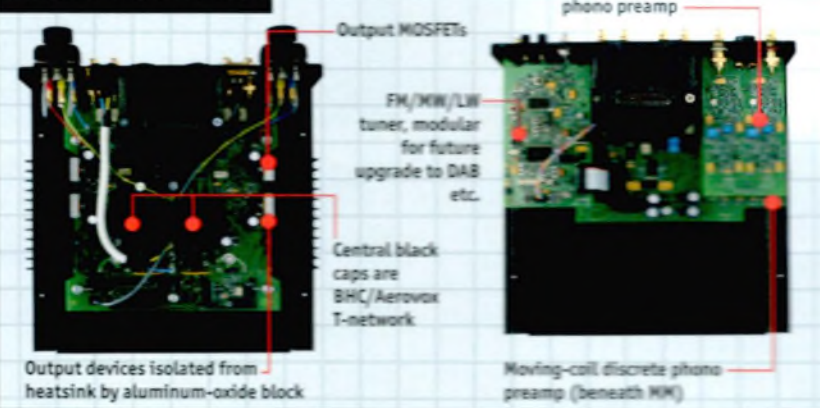 phono preamp
Output MOSFETs
FM/MW/LW
tuner, modular
for future
upgrade to DAB
etc.
Central black
caps are
BHC/Aerovox
T-network
Output devices isolated from
heatsink by aluminum-oxide block
Moving-coil discrete phono
preamp (beneath MM)